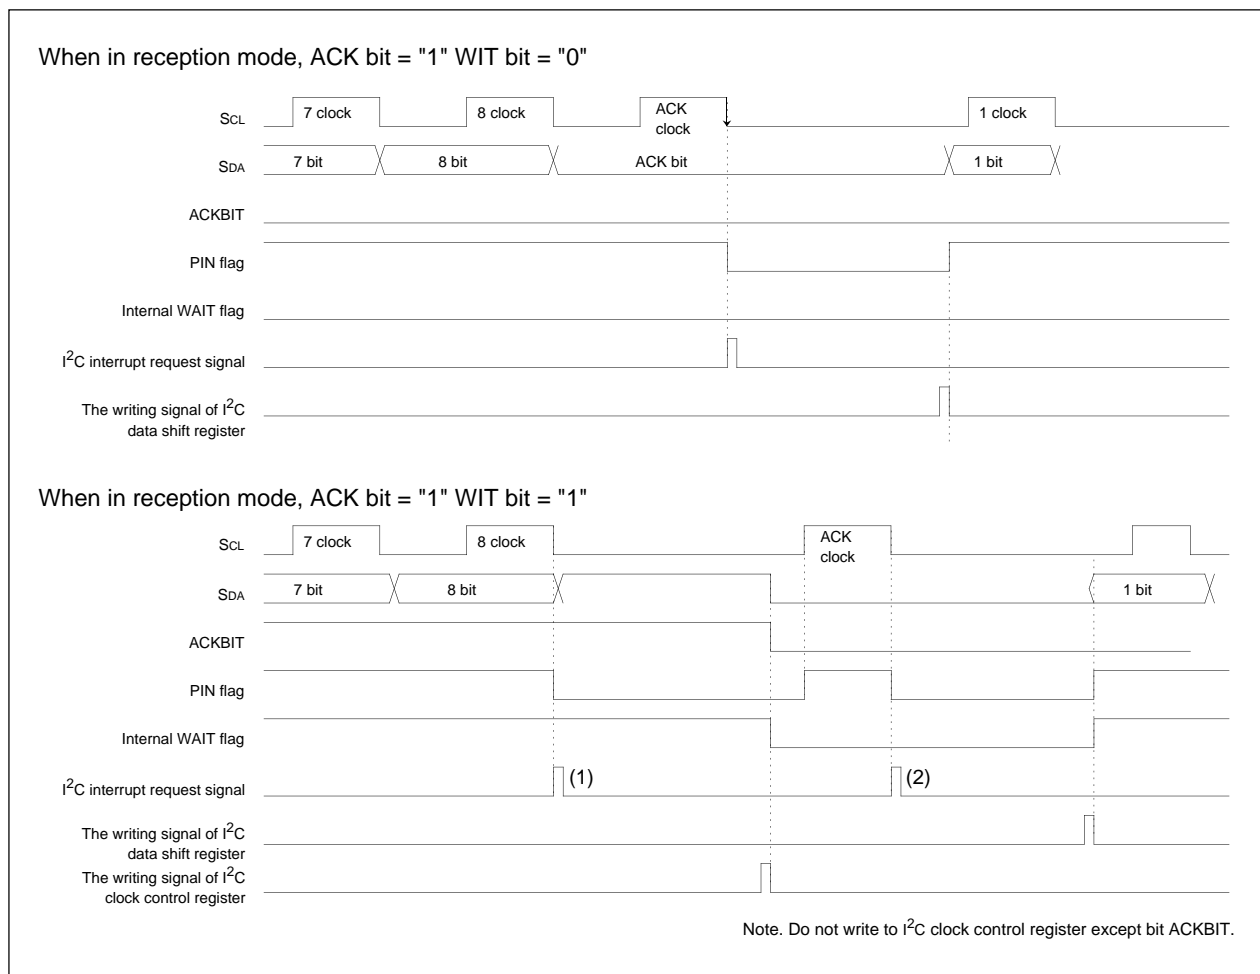 When in reception mode, ACK bit = "1" WIT bit = "0"
SCL
7 clock
8 clock
ACK
clock
1 clock
SDA
7 bit
8 bit
ACK bit
1 bit
ACKBIT
PIN flag
Internal WAIT flag
I2C interrupt request signal
The writing signal of I2C
data shift register
When in reception mode, ACK bit = "1" WIT bit = "1"
SCL
7 clock
8 clock
ACK
clock
SDA
7 bit
8 bit
1 bit
ACKBIT
PIN flag
Internal WAIT flag
I2C interrupt request signal
(1)
(2)
The writing signal of I2C
data shift register
The writing signal of I2C
clock control register
Note. Do not write to I2C clock control register except bit ACKBIT.